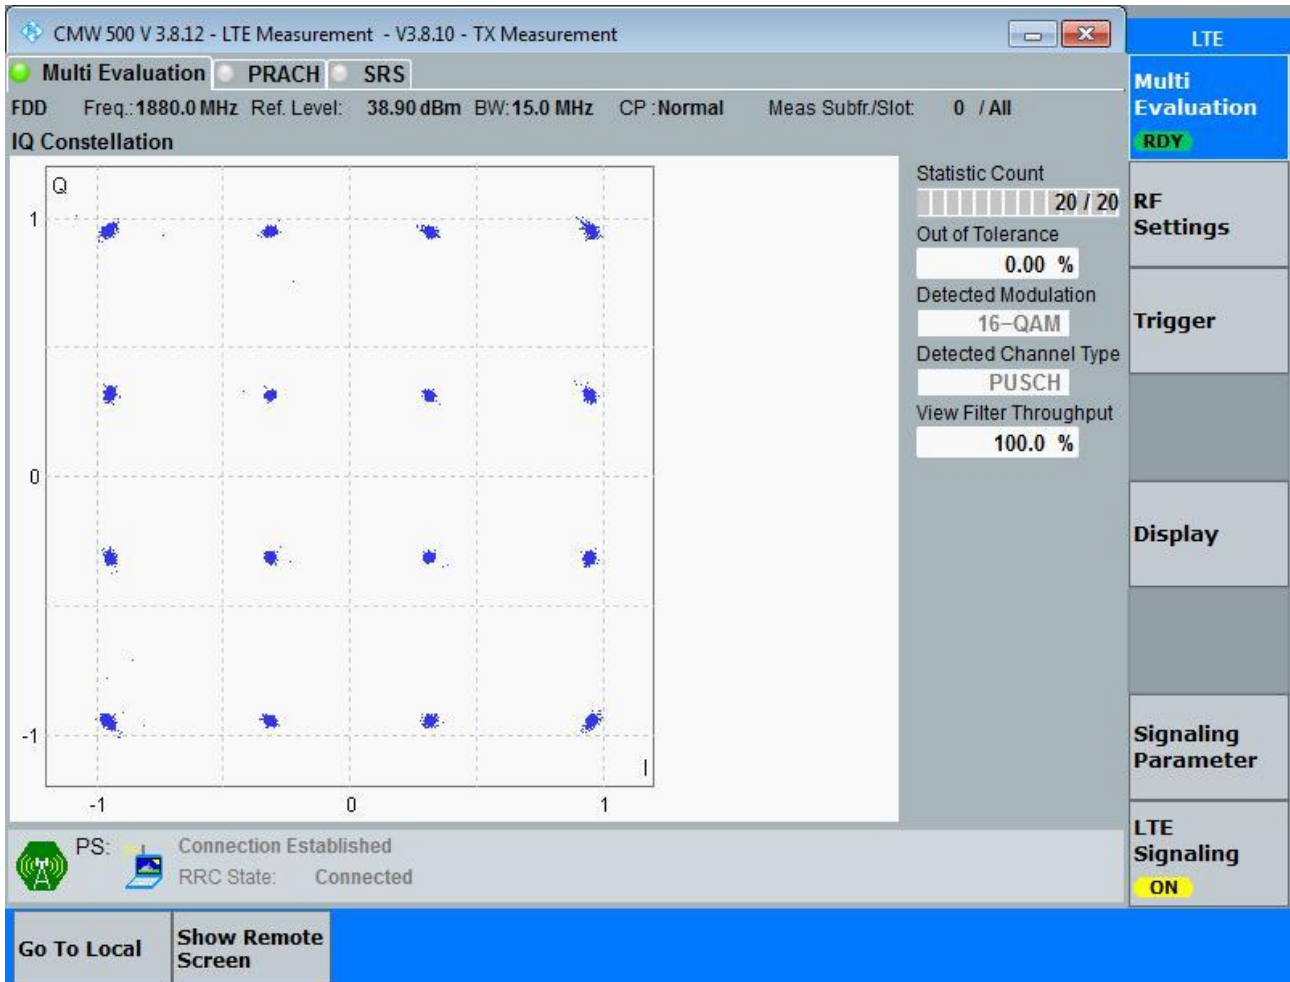 CMW 500 V 3.8.12 - LTE Measurement - V3.8.10 - TX Measurement
Multi Evaluation PRACH SRS
FDD Freq.: 1880.0 MHz Ref. Level: 38.90 dBm BW: 15.0 MHz CP : Normal Meas Subfr./Slot: 0 / All
IQ Constellation
Q
1
0
-1
I
-1 0 1
Statistic Count
20 / 20
Out of Tolerance
0.00 %
Detected Modulation
16-QAM
Detected Channel Type
PUSCH
View Filter Throughput
100.0 %
PS: Connection Established
RRC State: Connected
LTE
Multi
Evaluation
RDY
RF
Settings
Trigger
Display
Signaling
Parameter
LTE
Signaling
ON
Go To Local
Show Remote
Screen